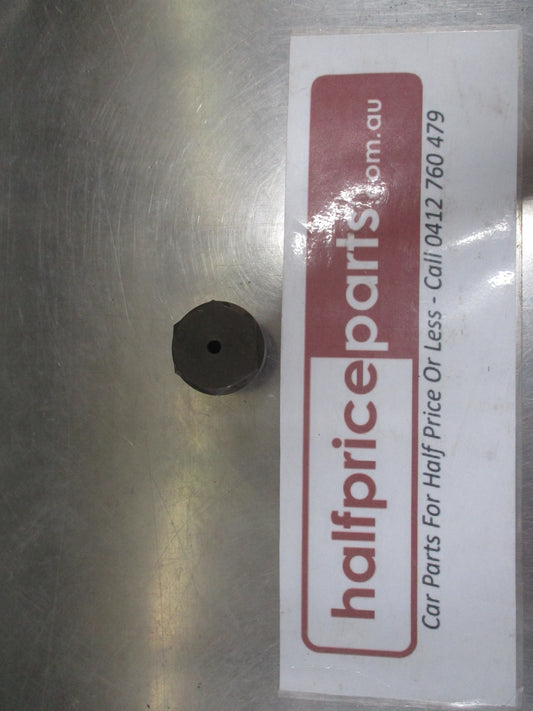 halfpriceparts.com.au
Car Parts For Half Price Or Less - Call 0412 760 479